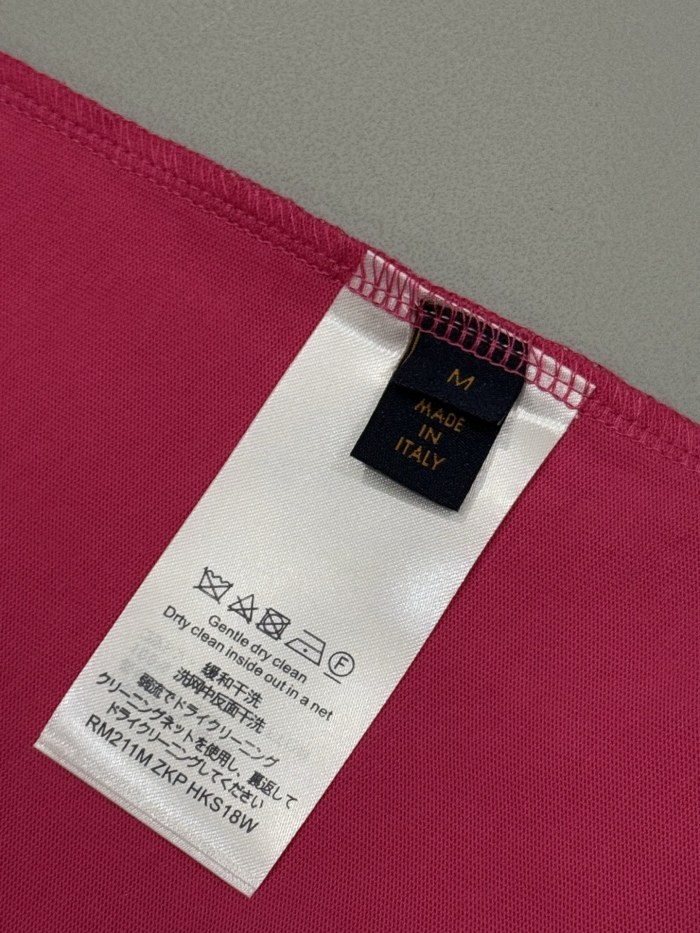 M
MADE
IN
ITALY
Gentle dry clean
Drty clean inside out in a net
缓和干洗
洗网中反面干洗
弱流でドライクリーニング
クリーニングネットを使用し、裏返して
ドライクリーニングしてください
RM211M ZKP HKS18W
F